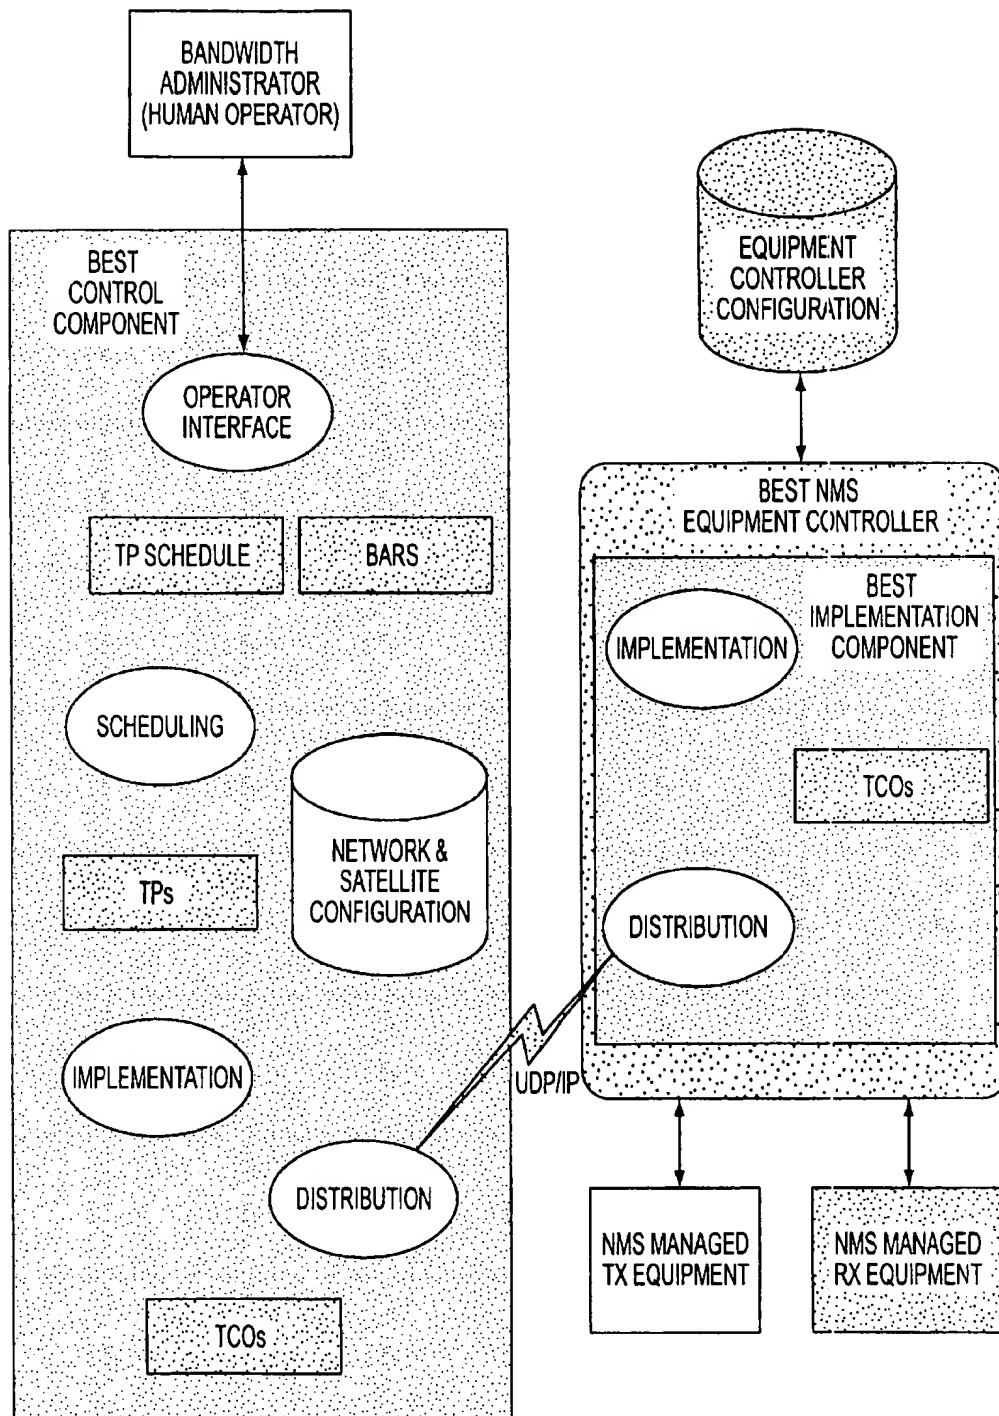 BANDWIDTH
ADMINISTRATOR
(HUMAN OPERATOR)
BEST
CONTROL
COMPONENT
OPERATOR
INTERFACE
TP SCHEDULE
BARS
SCHEDULING
NETWORK &
SATELLITE
CONFIGURATION
TPs
IMPLEMENTATION
DISTRIBUTION
TCOs
UDP/IP
EQUIPMENT
CONTROLLER
CONFIGURATION
BEST NMS
EQUIPMENT CONTROLLER
BEST
IMPLEMENTATION
COMPONENT
IMPLEMENTATION
TCOs
DISTRIBUTION
NMS MANAGED
TX EQUIPMENT
NMS MANAGED
RX EQUIPMENT